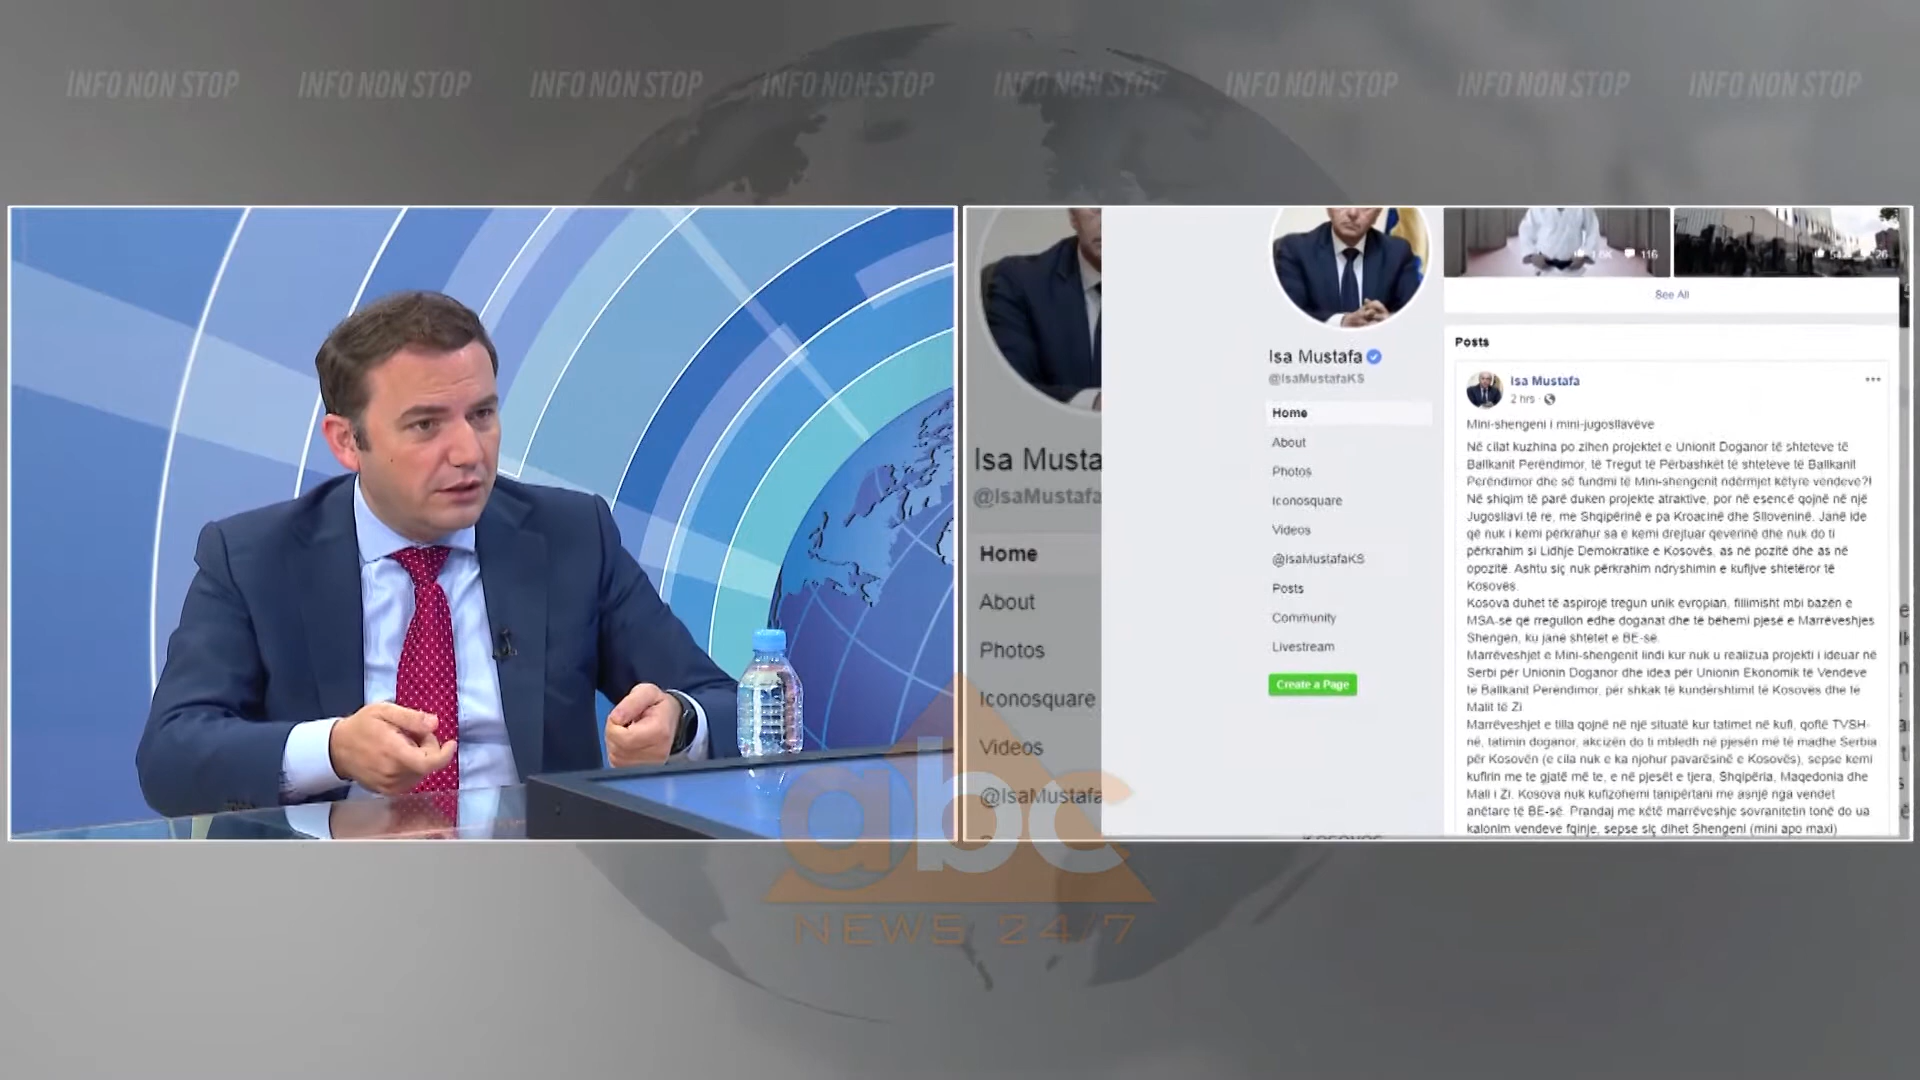 INFO NON STOP INFO NON STOP INFO NON STOP INFO NON STOP INFO NON STOP INFO NON STOP INFO NON STOP INFO NON STOP
Isa Musta
@IsaMustafa
Home
About
Photos
Iconosquare
Videos
@IsaMustafa
Isa Mustafa
@IsaMustafaKS
Home
About
Photos
Iconosquare
Videos
@IsaMustafaKS
Posts
Community
Livestream
Create a Page
1.6K 116
26
See All
Posts
Isa Mustafa
2 hrs
Mini-shengeni i mini-jugosllavëve
Në cilat kuzhina po zihen projektet e Unionit Doganor të shteteve të
Ballkanit Perëndimor, të Tregut të Përbashkët të shteteve të Ballkanit
Perëndimor dhe së fundmi të Mini-shengenit ndërmjet këtyre vendeve?!
Në shiqim të parë duken projekte atraktive, por në esencë qojnë në një
Jugosllavi të re, me Shqipërinë e pa Kroacinë dhe Slloveninë. Janë ide
që nuk i kemi përkrahur sa e kemi drejtuar qeverinë dhe nuk do ti
përkrahim si Lidhje Demokratike e Kosovës, as në pozitë dhe as në
opozitë. Ashtu siç nuk përkrahim ndryshimin e kufijve shtetëror të
Kosovës.
Kosova duhet të aspirojë tregun unik evropian, fillimisht mbi bazën e
MSA-së që rregullon edhe doganat dhe të bëhemi pjesë e Marrëveshjes
Shengen, ku janë shtetet e BE-së.
Marrëveshjet e Mini-shengenit lindi kur nuk u realizua projekti i ideuar në
Serbi për Unionin Doganor dhe idea për Unionin Ekonomik të Vendeve
të Ballkanit Perëndimor, për shkak të kundërshtimit të Kosovës dhe të
Malit të Zi
Marrëveshjet e tilla qojnë në një situatë kur tatimet në kufi, qoftë TVSH-
në, tatimin doganor, akcizën do ti mbledh në pjesën më të madhe Serbia
për Kosovën (e cila nuk e ka njohur pavarësinë e Kosovës), sepse kemi
kufirin me te gjatë më te, e në pjesët e tjera, Shqipëria, Maqedonia dhe
Mali i Zi. Kosova nuk kufizohemi tanipërtani me asnjë nga vendet
anëtare të BE-së. Prandaj me këtë marrëveshje sovranitetin tonë do ua
kalonim vendeve fqinje, sepse siç dihet Shengeni (mini apo maxi)
abc
NEWS 24/7